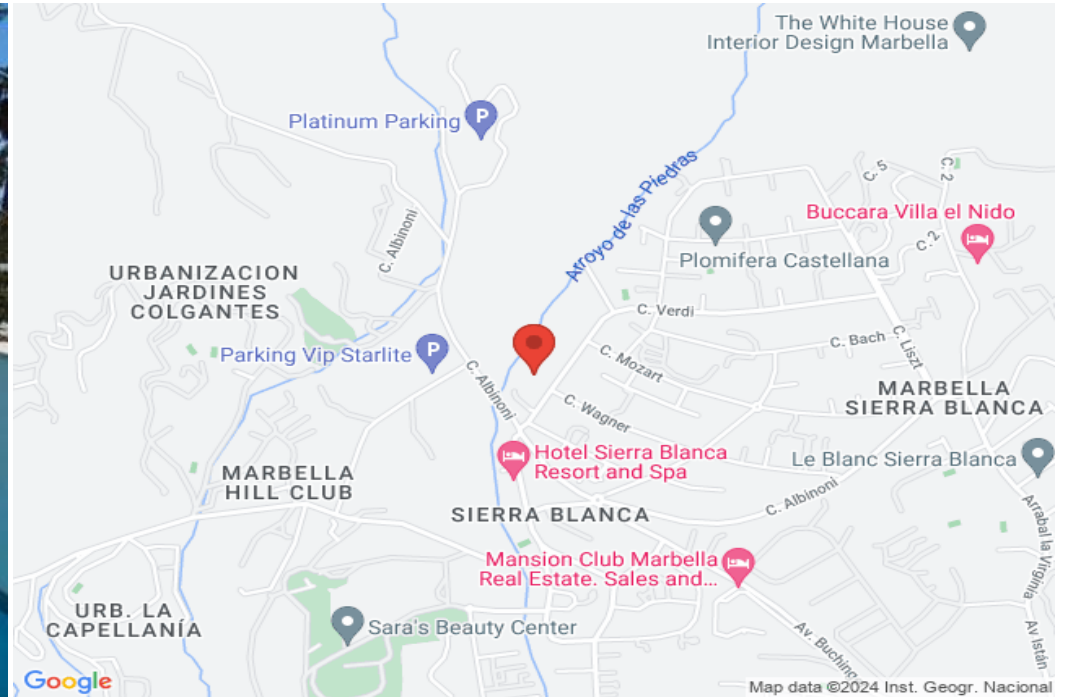 The White House
Interior Design Marbella
Platinum Parking
P
Arroyo de las Piedras
C. 5
C. 2
Buccara Villa el Nido
C. 2
C. Albinoni
Plomifera Castellana
URBANIZACION
JARDINES
COLGANTES
C. Verdi
Parking Vip Starlite
P
C. Bach
C. Liszt
C. Mozart
C. Albinoni
MARBELLA
SIERRA BLANCA
C. Wagner
Hotel Sierra Blanca
Resort and Spa
Le Blanc Sierra Blanca
MARBELLA
HILL CLUB
C. Albinoni
SIERRA BLANCA
Arrabal la Virginia
Mansion Club Marbella
Real Estate. Sales and...
URB. LA
CAPELLANÍA
Sara's Beauty Center
Av. Buching
Av Istán
Google
Map data ©2024 Inst. Geogr. Nacional